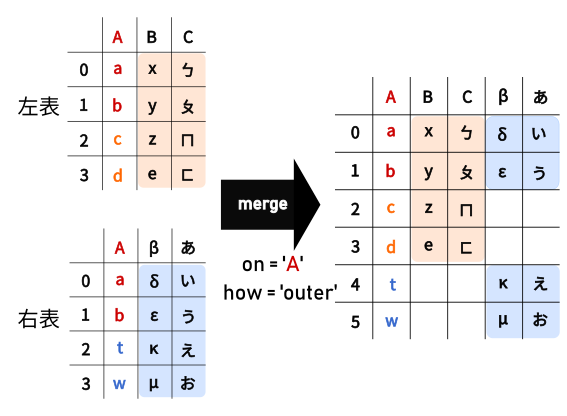 A B C
0 a x ㄅ
左表
1 b y ㄆ
2 c z ㄇ
3 d e ㄈ
A β あ
0 a δ い
右表
1 b ε う
2 t κ え
3 w μ お
merge
on = 'A'
how = 'outer'
A B C β あ
0 a x ㄅ δ い
1 b y ㄆ ε う
2 c z ㄇ
3 d e ㄈ
4 t κ え
5 w μ お